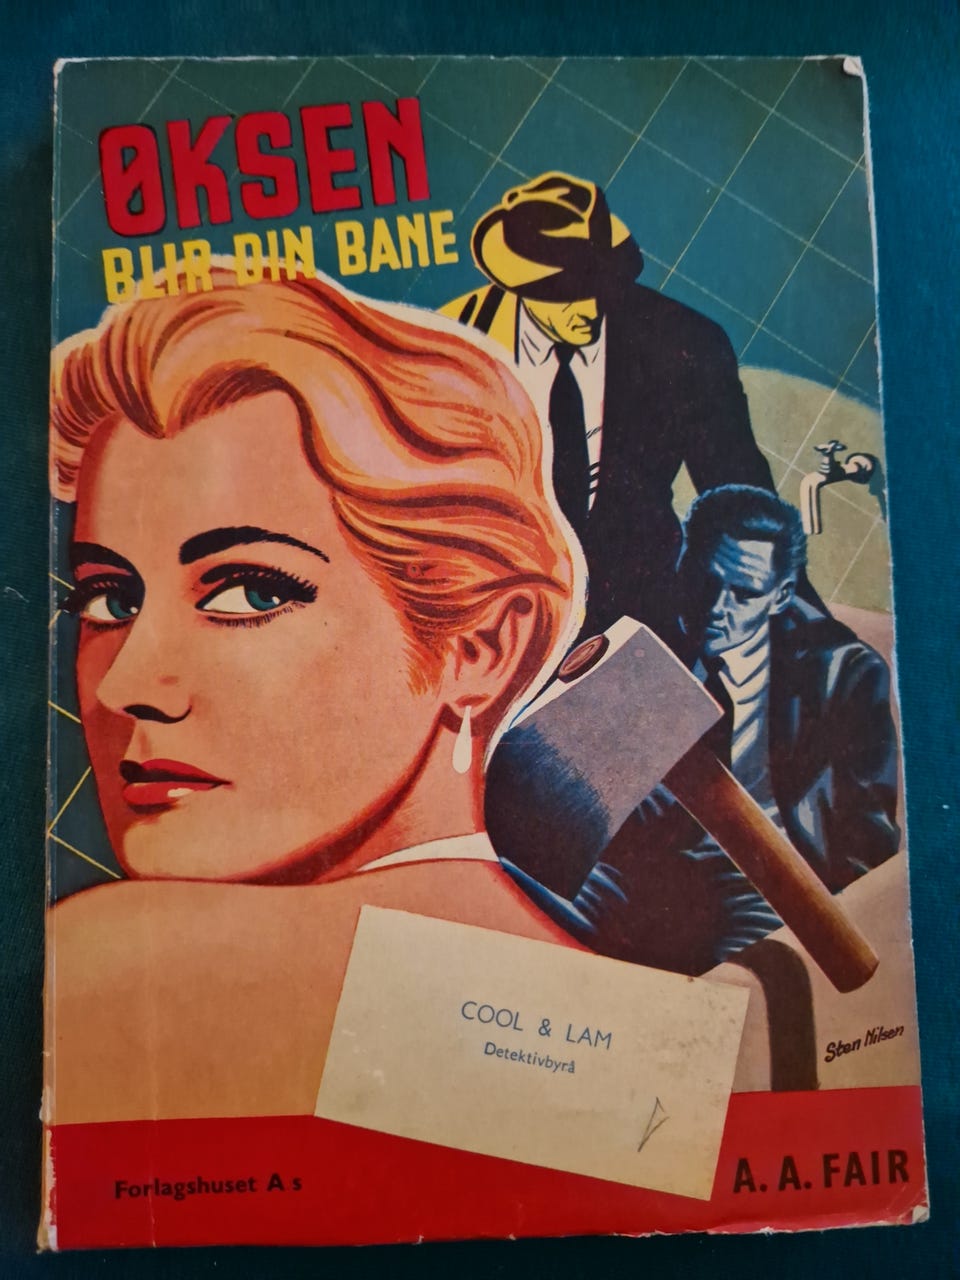 ØKSEN
BLIR DIN BANE
COOL & LAM
Detektivbyrå
Sten Nilsen
Forlagshuset A s
A. A. FAIR